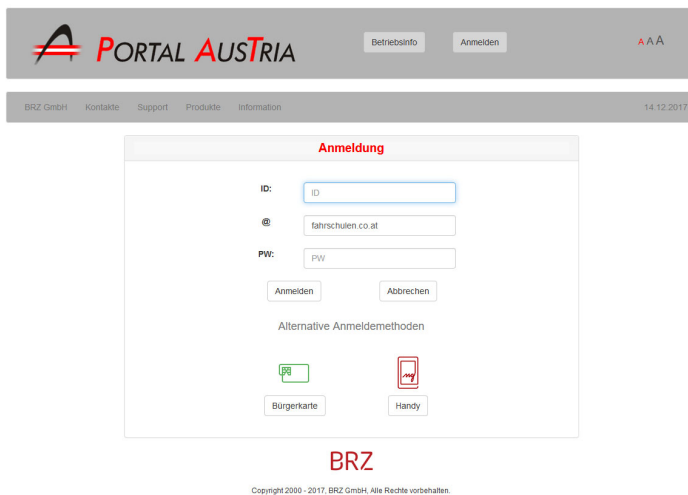 PORTAL AUSTRIA
Betriebsinfo
Anmelden
A A A
BRZ GmbH Kontakte Support Produkte Information 14.12.2017
Anmeldung
ID: ID
@ fahrschulen.co.at
PW: PW
Anmelden Abbrechen
Alternative Anmeldemethoden
Bürgerkarte Handy
BRZ
Copyright 2000 - 2017, BRZ GmbH, Alle Rechte vorbehalten.